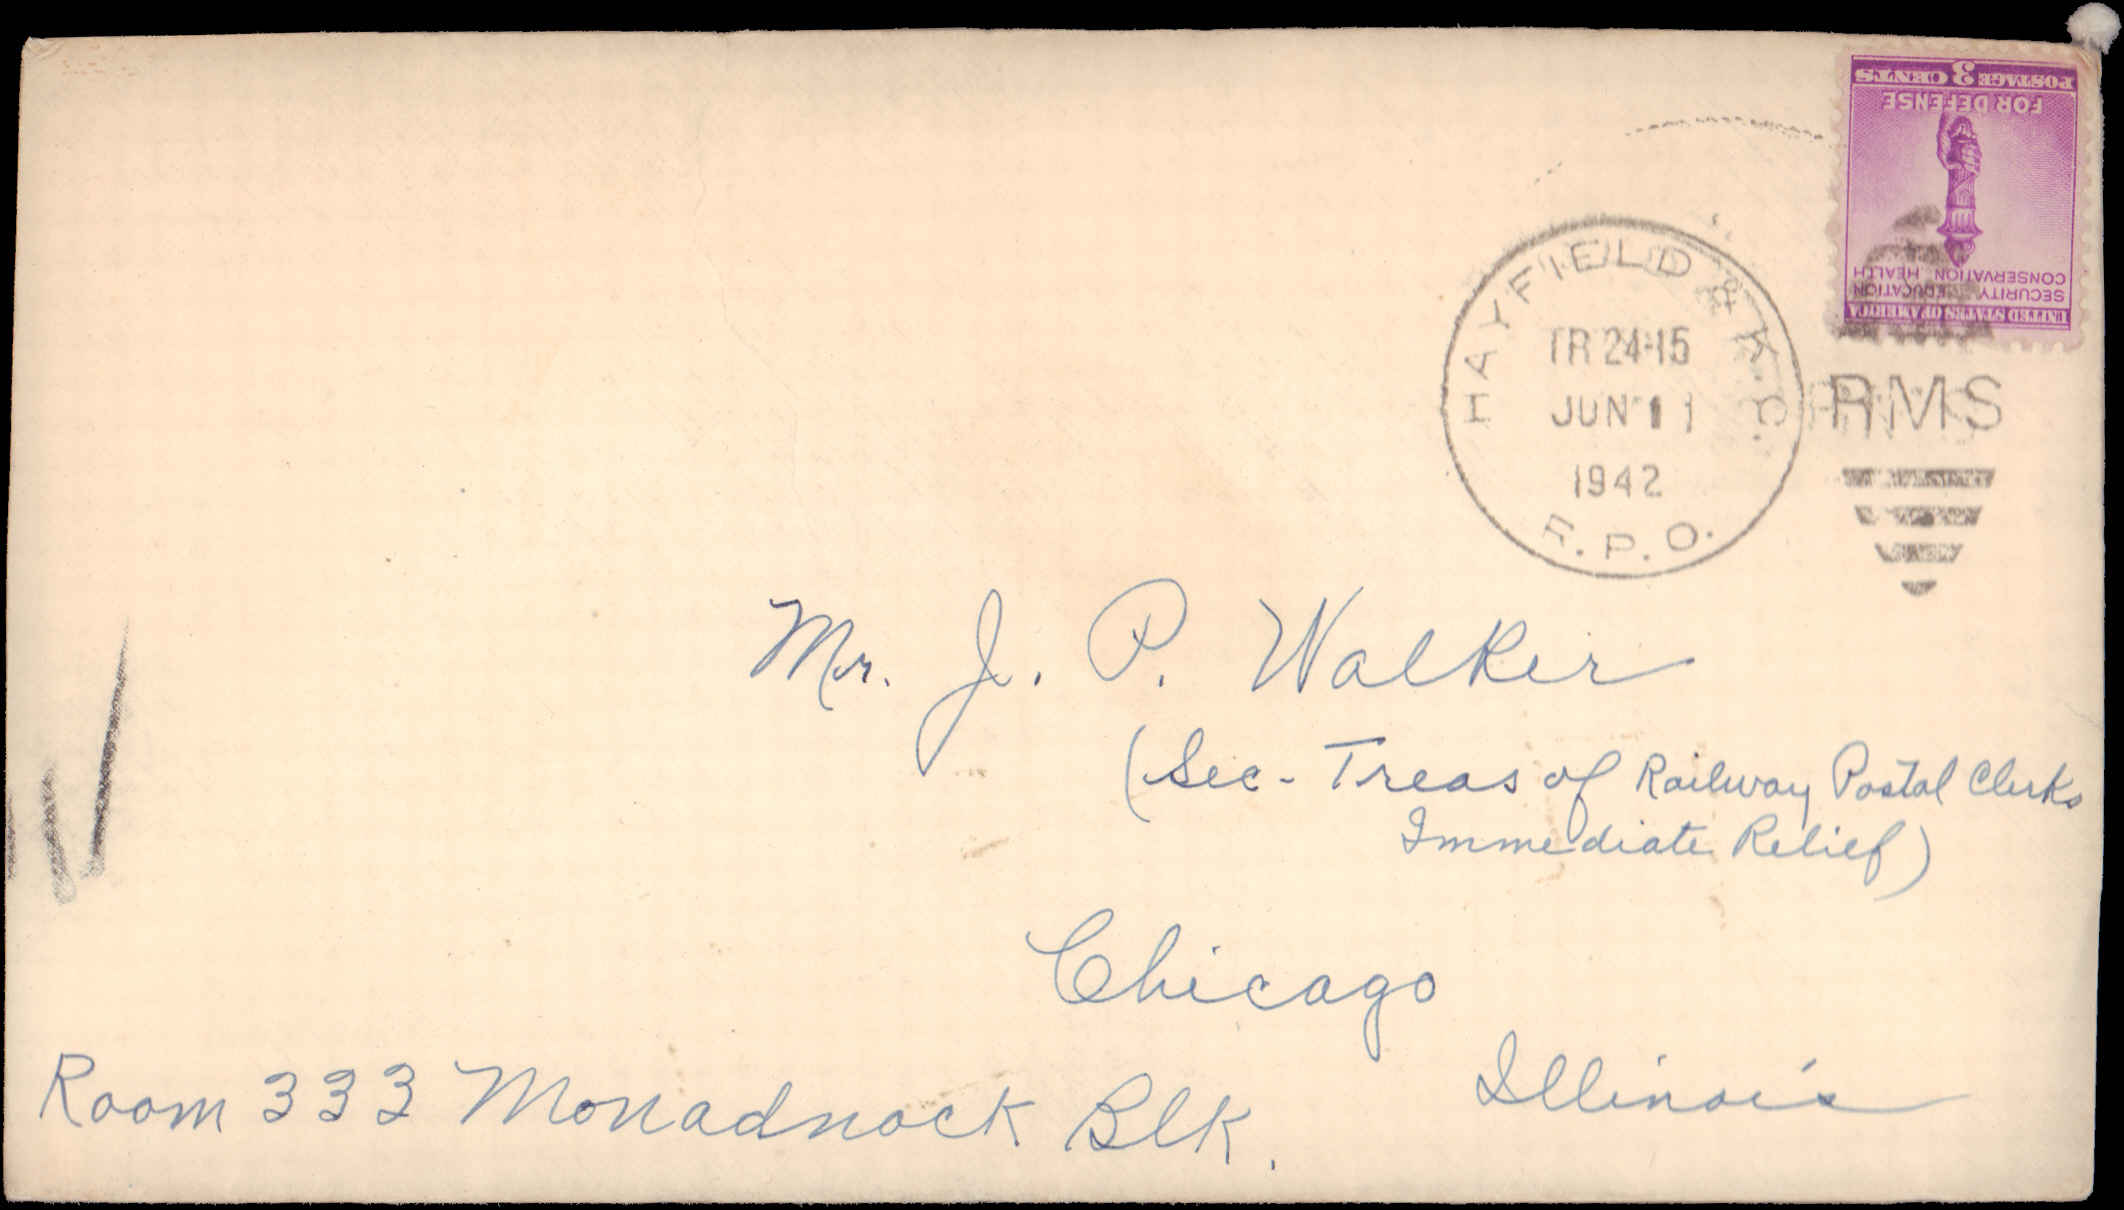 POSTAGE 3 CENTS
FOR DEFENSE
SECURITY EDUCATION
CONSERVATION HEALTH
UNITED STATES OF AMERICA
HAYFIELD & K.C.
TR 24-15
JUN 11
1942
R.P.O.
RMS
Mr. J. P. Walker
(Sec-Treas of Railway Postal Clerks
Immediate Relief)
Chicago
Illinois
Room 333 Monadnock Blk.